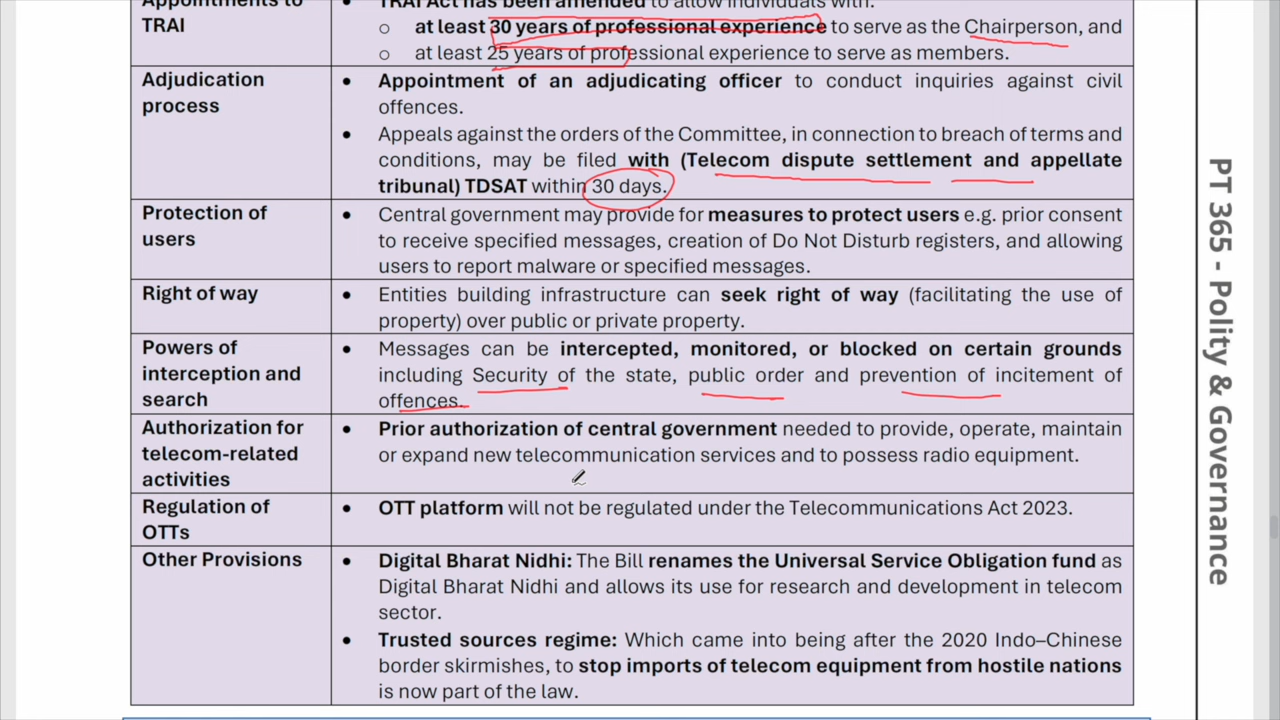 Appointments to
TRAI
TRAI Act has been amended to allow individuals with:
○ at least 30 years of professional experience to serve as the Chairperson, and
○ at least 25 years of professional experience to serve as members.
Adjudication
process
• Appointment of an adjudicating officer to conduct inquiries against civil
offences.
• Appeals against the orders of the Committee, in connection to breach of terms and
conditions, may be filed with (Telecom dispute settlement and appellate
tribunal) TDSAT within 30 days.
Protection of
users
• Central government may provide for measures to protect users e.g. prior consent
to receive specified messages, creation of Do Not Disturb registers, and allowing
users to report malware or specified messages.
Right of way
• Entities building infrastructure can seek right of way (facilitating the use of
property) over public or private property.
Powers of
interception and
search
• Messages can be intercepted, monitored, or blocked on certain grounds
including Security of the state, public order and prevention of incitement of
offences.
Authorization for
telecom-related
activities
• Prior authorization of central government needed to provide, operate, maintain
or expand new telecommunication services and to possess radio equipment.
Regulation of
OTTs
• OTT platform will not be regulated under the Telecommunications Act 2023.
Other Provisions
• Digital Bharat Nidhi: The Bill renames the Universal Service Obligation fund as
Digital Bharat Nidhi and allows its use for research and development in telecom
sector.
• Trusted sources regime: Which came into being after the 2020 Indo–Chinese
border skirmishes, to stop imports of telecom equipment from hostile nations
is now part of the law.
PT 365 - Polity & Governance